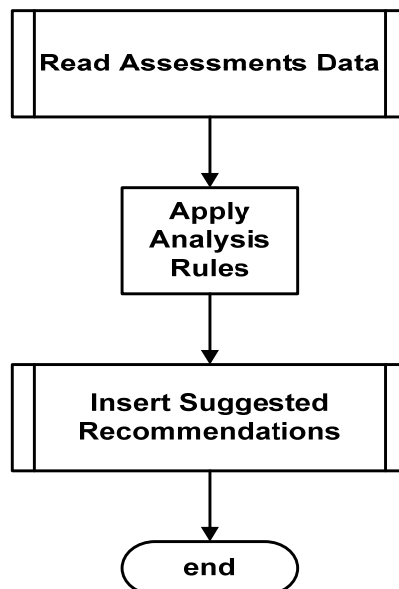 Read Assessments Data
Apply
Analysis
Rules
Insert Suggested
Recommendations
end